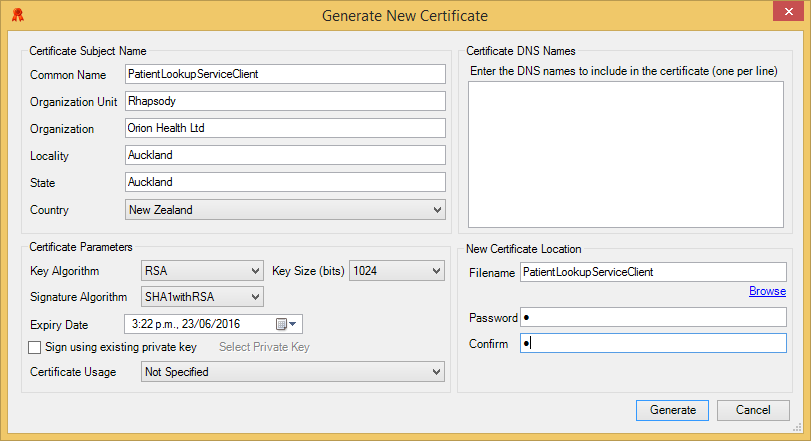 Generate New Certificate
Certificate Subject Name
Common Name PatientLookupServiceClient
Organization Unit Rhapsody
Organization Orion Health Ltd
Locality Auckland
State Auckland
Country New Zealand
Certificate DNS Names
Enter the DNS names to include in the certificate (one per line)
Certificate Parameters
Key Algorithm RSA Key Size (bits) 1024
Signature Algorithm SHA1withRSA
Expiry Date 3:22 p.m., 23/06/2016
Sign using existing private key Select Private Key
Certificate Usage Not Specified
New Certificate Location
Filename PatientLookupServiceClient
Browse
Password ●
Confirm ●
Generate Cancel